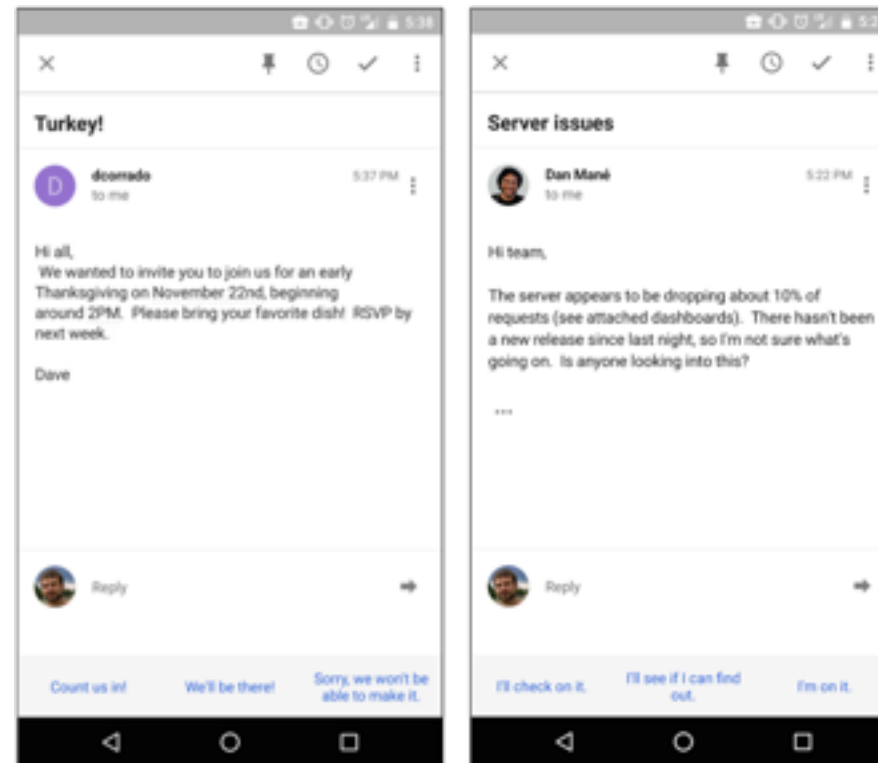 5:38
Turkey!
D
dcorrado
5:37 PM
to me
Hi all,
We wanted to invite you to join us for an early
Thanksgiving on November 22nd, beginning
around 2PM.  Please bring your favorite dish!  RSVP by
next week.
Dave
Reply
Count us in!
We'll be there!
Sorry, we won't be
able to make it.
Server issues
Dan Mané
5:22 PM
to me
Hi team,
The server appears to be dropping about 10% of
requests (see attached dashboards).  There hasn't been
a new release since last night, so I'm not sure what's
going on.  Is anyone looking into this?
Reply
I'll check on it.
I'll see if I can find
out.
I'm on it.